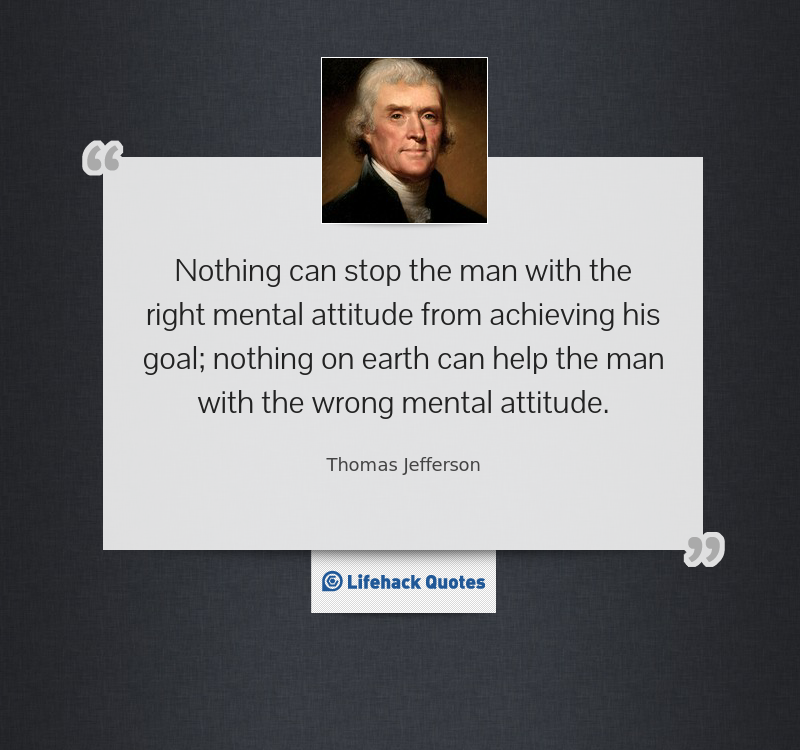 “
Nothing can stop the man with the
right mental attitude from achieving his
goal; nothing on earth can help the man
with the wrong mental attitude.
Thomas Jefferson
”
Lifehack Quotes